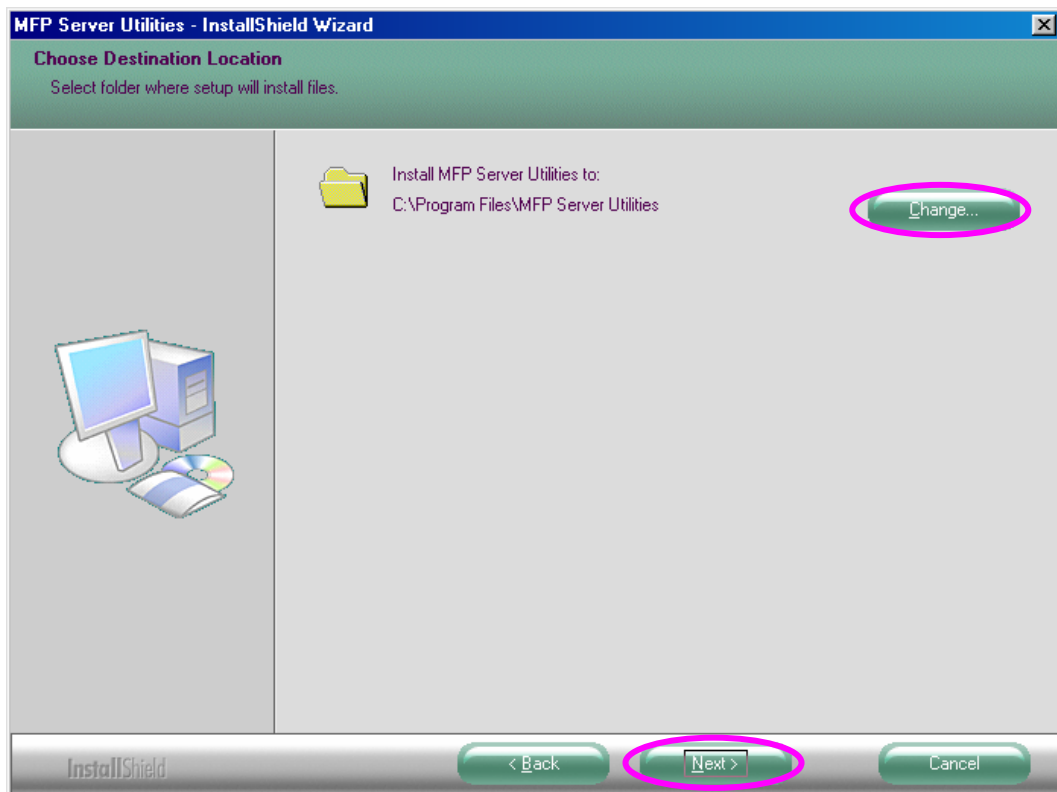 MFP Server Utilities - InstallShield Wizard
Choose Destination Location
Select folder where setup will install files.
Install MFP Server Utilities to:
C:\Program Files\MFP Server Utilities
Change...
InstallShield
< Back
Next >
Cancel